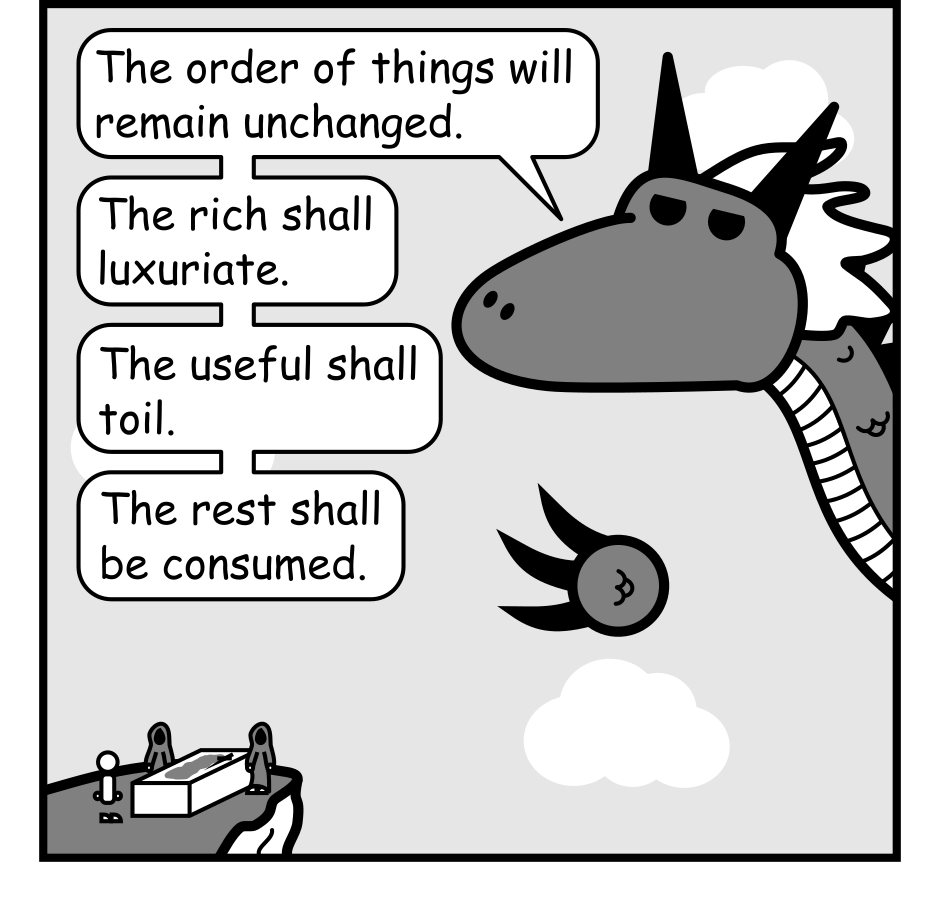 The order of things will
remain unchanged.
The rich shall
luxuriate.
The useful shall
toil.
The rest shall
be consumed.